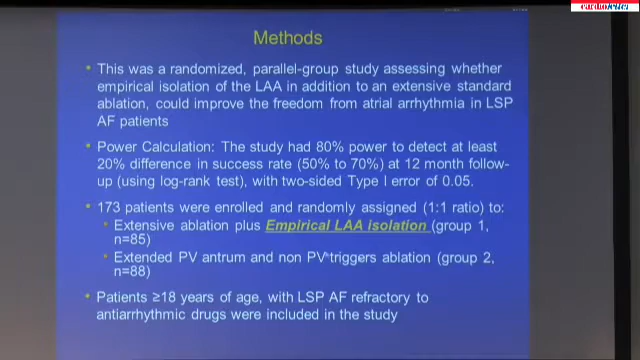 cardioletter
Methods
This was a randomized, parallel-group study assessing whether
empirical isolation of the LAA in addition to an extensive standard
ablation, could improve the freedom from atrial arrhythmia in LSP
AF patients
Power Calculation: The study had 80% power to detect at least
20% difference in success rate (50% to 70%) at 12 month follow-
up (using log-rank test), with two-sided Type I error of 0.05.
173 patients were enrolled and randomly assigned (1:1 ratio) to:
Extensive ablation plus Empirical LAA isolation (group 1,
n=85)
Extended PV antrum and non PV triggers ablation (group 2,
n=88)
Patients ≥18 years of age, with LSP AF refractory to
antiarrhythmic drugs were included in the study